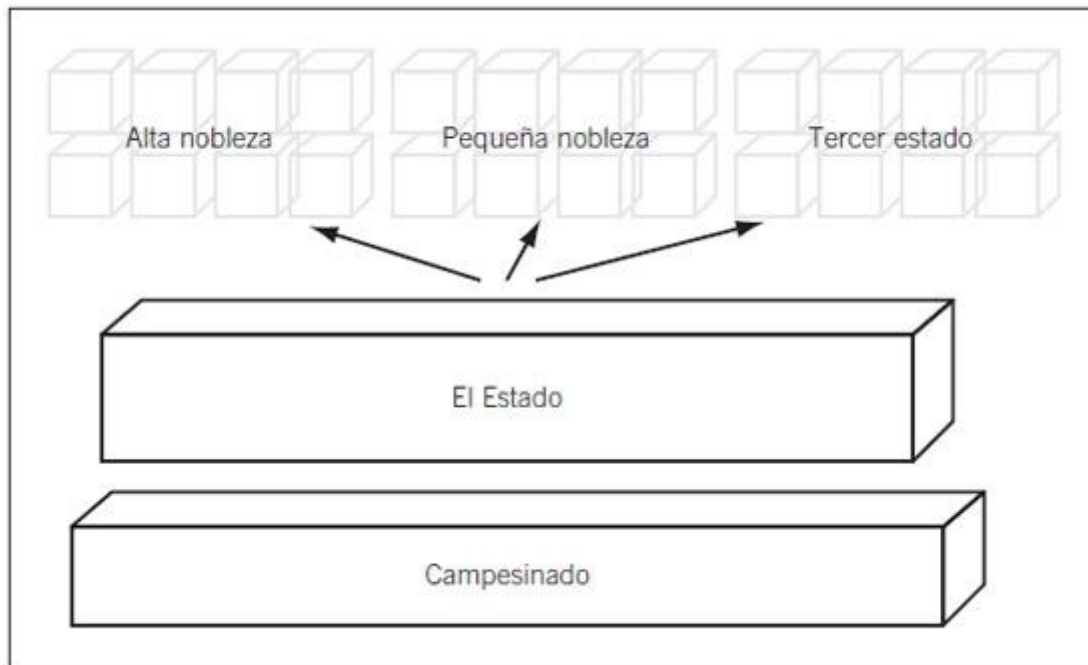 Alta nobleza
Pequeña nobleza
Tercer estado
El Estado
Campesinado